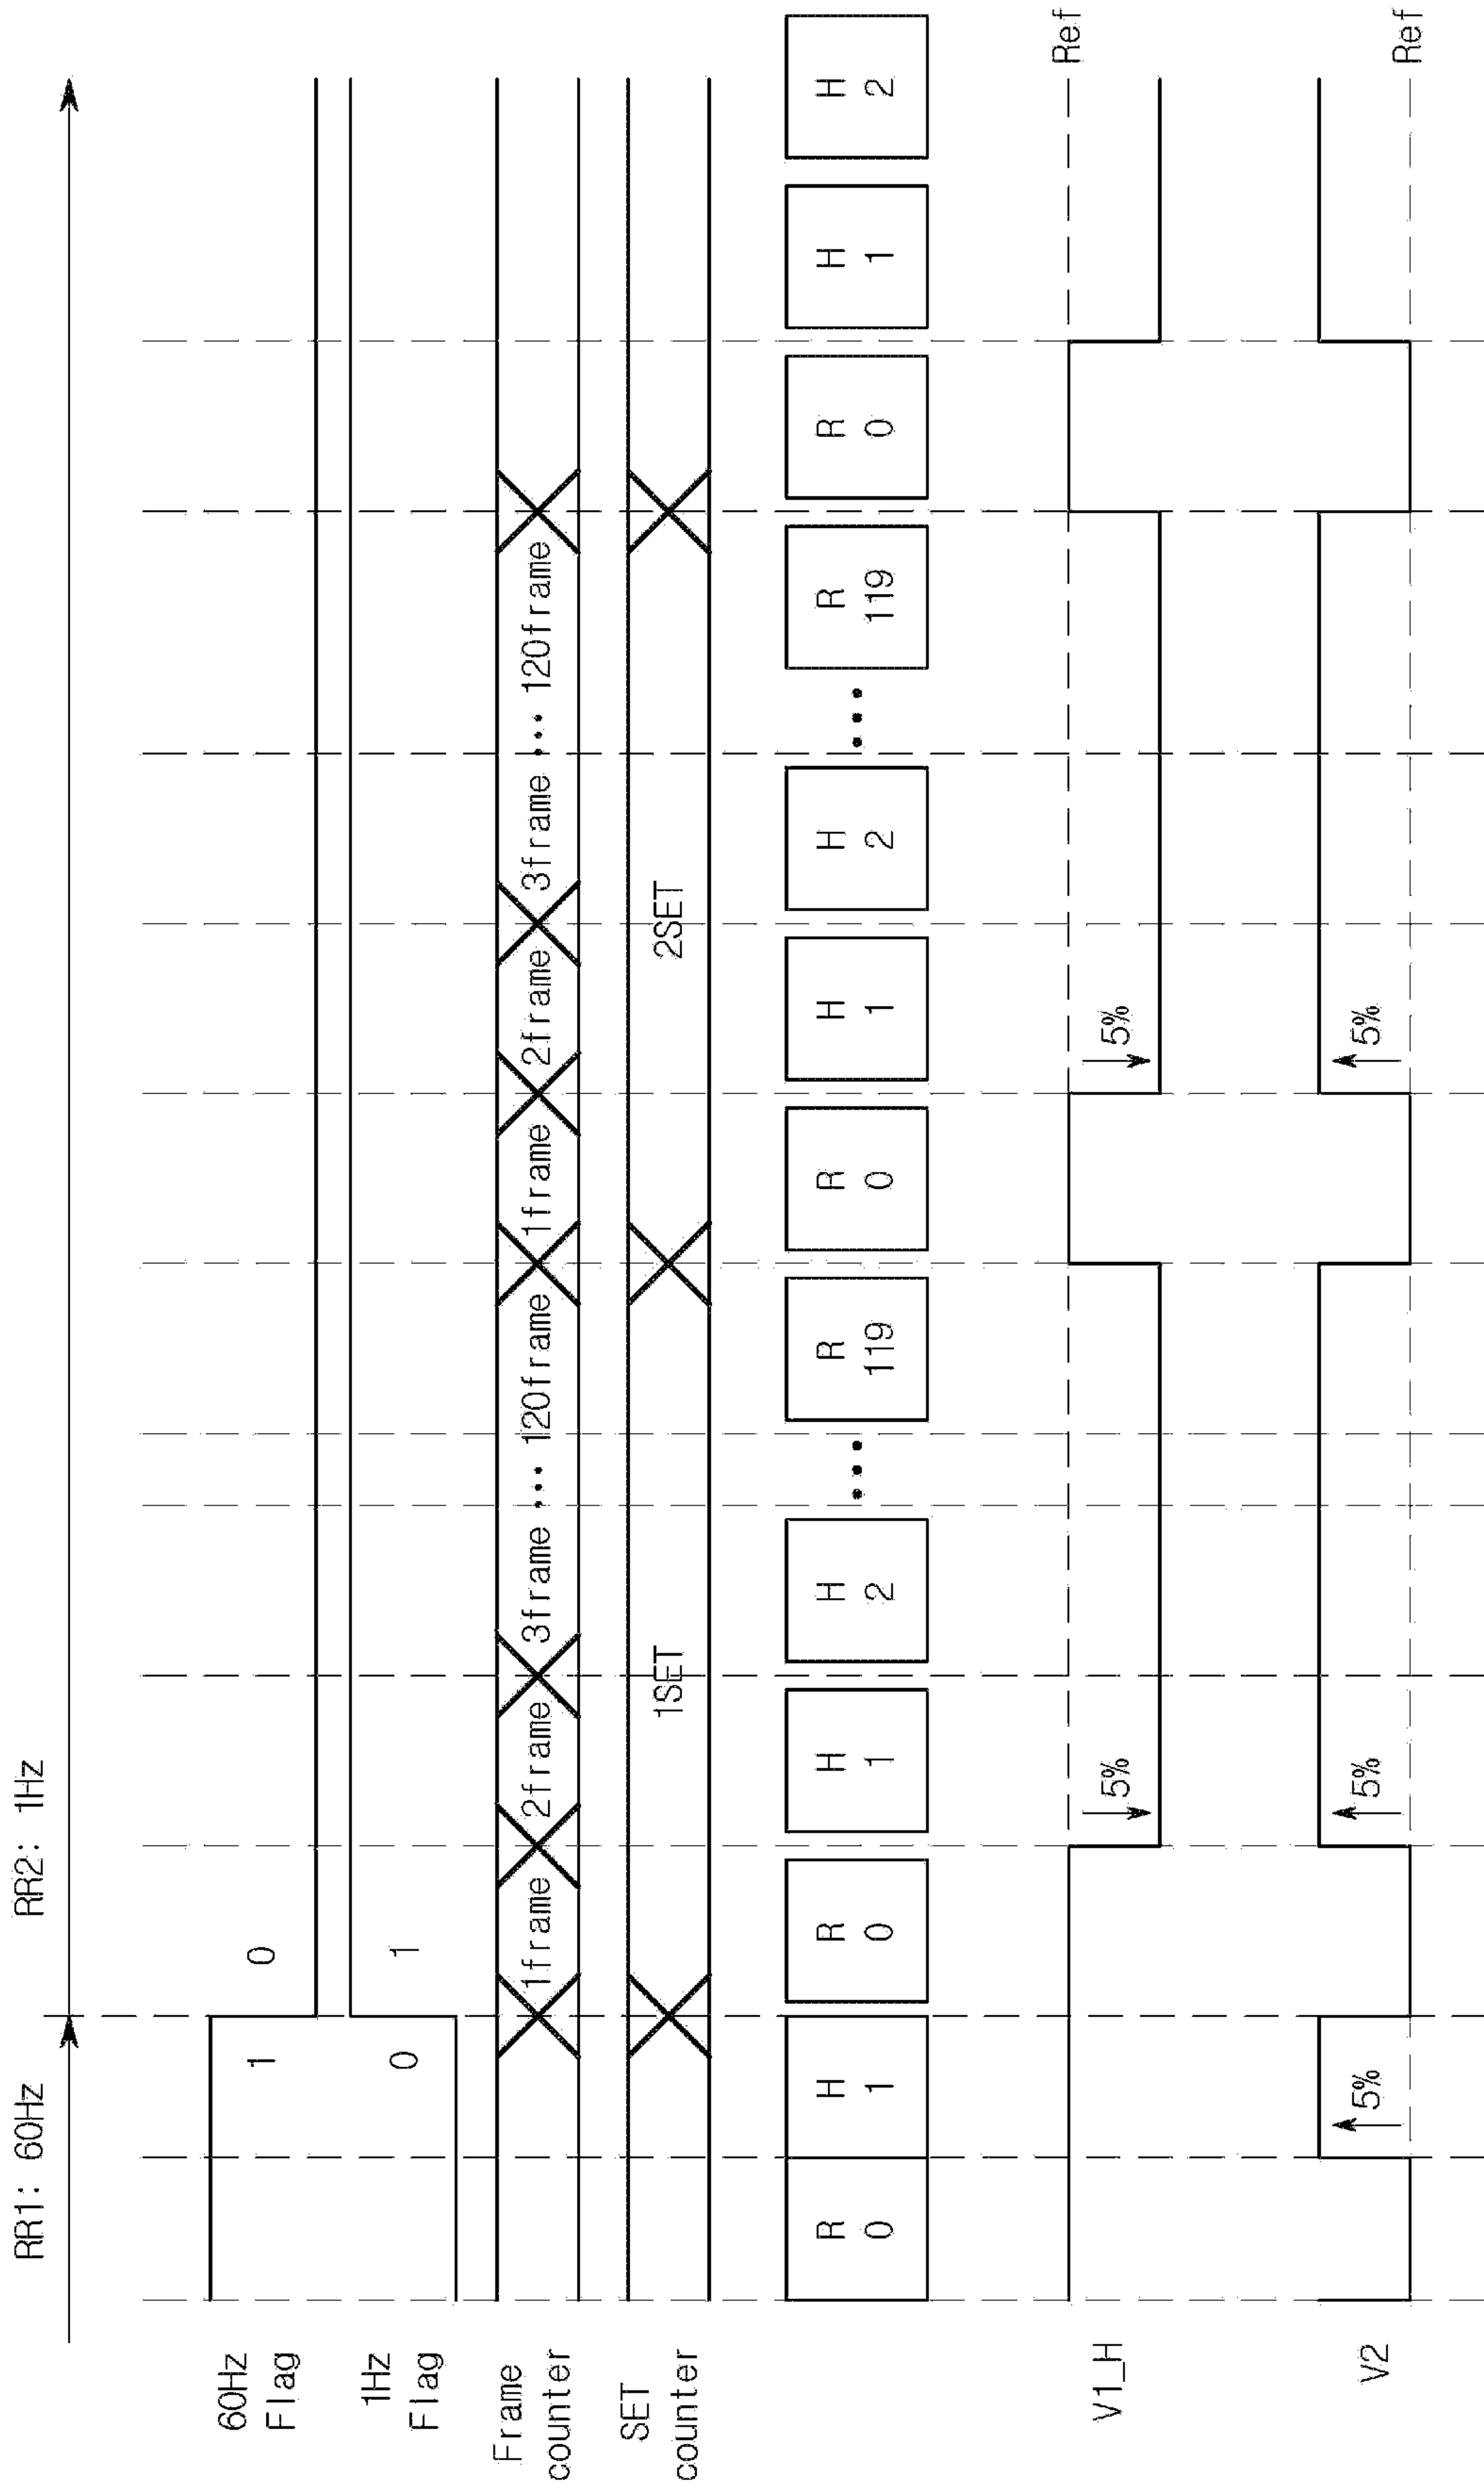 RR1: 60Hz
RR2: 1Hz
60Hz
Flag
1
0
1Hz
Flag
0
1
Frame
counter
1frame
2frame
3frame
...
120frame
1frame
2frame
3frame
...
120frame
SET
counter
1SET
2SET
R
0
H
1
R
0
H
1
H
2
...
R
119
R
0
H
1
H
2
...
R
119
R
0
H
1
H
2
V1_H
5%
5%
Ref
V2
5%
5%
5%
Ref